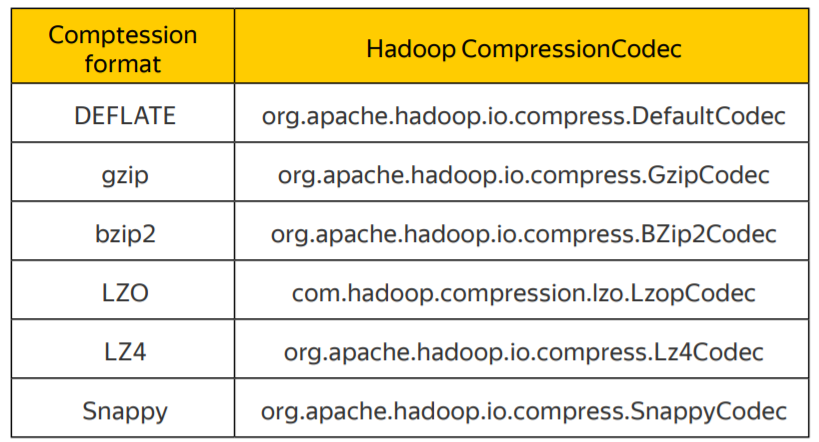 Comptession
format
Hadoop CompressionCodec
DEFLATE org.apache.hadoop.io.compress.DefaultCodec
gzip org.apache.hadoop.io.compress.GzipCodec
bzip2 org.apache.hadoop.io.compress.BZip2Codec
LZO com.hadoop.compression.lzo.LzopCodec
LZ4 org.apache.hadoop.io.compress.Lz4Codec
Snappy org.apache.hadoop.io.compress.SnappyCodec